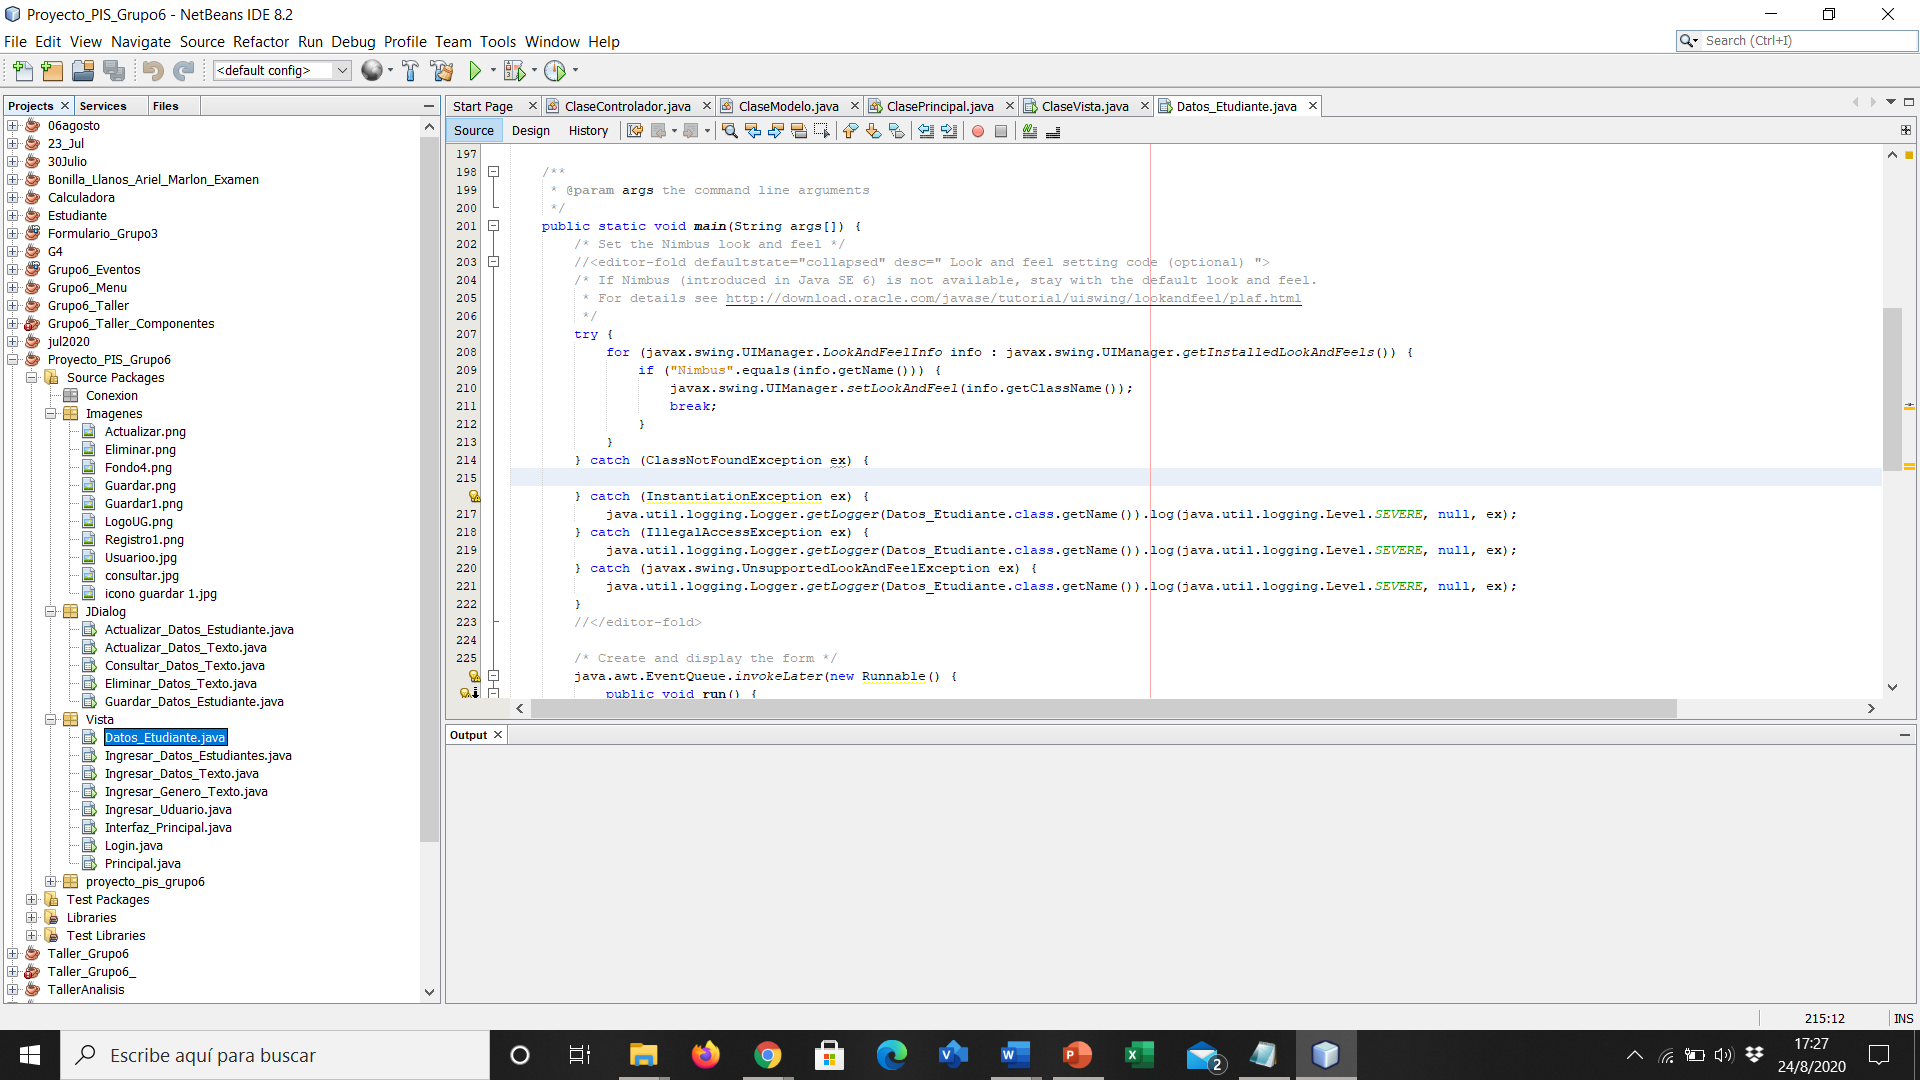 Proyecto_PIS_Grupo6 - NetBeans IDE 8.2
File Edit View Navigate Source Refactor Run Debug Profile Team Tools Window Help
Search (Ctrl+I)
<default config>
Projects Services Files
06agosto
23_Jul
30Julio
Bonilla_Llanos_Ariel_Marlon_Examen
Calculadora
Estudiante
Formulario_Grupo3
G4
Grupo6_Eventos
Grupo6_Menu
Grupo6_Taller
Grupo6_Taller_Componentes
jul2020
Proyecto_PIS_Grupo6
Source Packages
Conexion
Imagenes
Actualizar.png
Eliminar.png
Fondo4.png
Guardar.png
Guardar1.png
LogoUG.png
Registro1.png
Usuarioo.jpg
consultar.jpg
icono guardar 1.jpg
JDialog
Actualizar_Datos_Estudiante.java
Actualizar_Datos_Texto.java
Consultar_Datos_Texto.java
Eliminar_Datos_Texto.java
Guardar_Datos_Estudiante.java
Vista
Datos_Etudiante.java
Ingresar_Datos_Estudiantes.java
Ingresar_Datos_Texto.java
Ingresar_Genero_Texto.java
Ingresar_Uduario.java
Interfaz_Principal.java
Login.java
Principal.java
proyecto_pis_grupo6
Test Packages
Libraries
Test Libraries
Taller_Grupo6
Taller_Grupo6_
TallerAnalisis
Start Page ClaseControlador.java ClaseModelo.java ClasePrincipal.java ClaseVista.java Datos_Etudiante.java
Source Design History
197
198 /**
199 * @param args the command line arguments
200 */
201 public static void main(String args[]) {
202 /* Set the Nimbus look and feel */
203 //<editor-fold defaultstate="collapsed" desc=" Look and feel setting code (optional) ">
204 /* If Nimbus (introduced in Java SE 6) is not available, stay with the default look and feel.
205 * For details see http://download.oracle.com/javase/tutorial/uiswing/lookandfeel/plaf.html
206 */
207 try {
208 for (javax.swing.UIManager.LookAndFeelInfo info : javax.swing.UIManager.getInstalledLookAndFeels()) {
209 if ("Nimbus".equals(info.getName())) {
210 javax.swing.UIManager.setLookAndFeel(info.getClassName());
211 break;
212 }
213 }
214 } catch (ClassNotFoundException ex) {
215
} catch (InstantiationException ex) {
217 java.util.logging.Logger.getLogger(Datos_Etudiante.class.getName()).log(java.util.logging.Level.SEVERE, null, ex);
218 } catch (IllegalAccessException ex) {
219 java.util.logging.Logger.getLogger(Datos_Etudiante.class.getName()).log(java.util.logging.Level.SEVERE, null, ex);
220 } catch (javax.swing.UnsupportedLookAndFeelException ex) {
221 java.util.logging.Logger.getLogger(Datos_Etudiante.class.getName()).log(java.util.logging.Level.SEVERE, null, ex);
222 }
223 //</editor-fold>
224
225 /* Create and display the form */
java.awt.EventQueue.invokeLater(new Runnable() {
public void run() {
Output
215:12 INS
Escribe aquí para buscar
2
17:27
24/8/2020